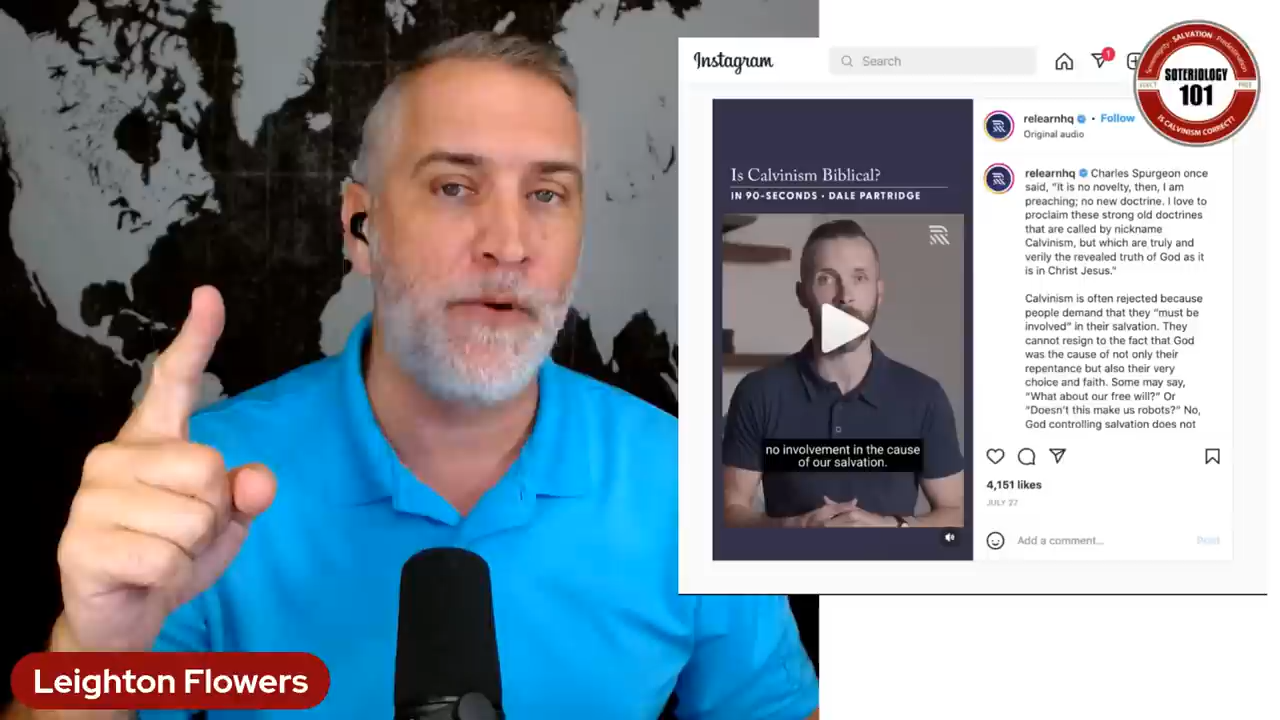 Instagram
Search
1
SALVATION
Predestination
SOTERIOLOGY
101
IS CALVINISM CORRECT?
relearnhq · Follow
Original audio
Is Calvinism Biblical?
IN 90-SECONDS · DALE PARTRIDGE
no involvement in the cause
of our salvation.
relearnhq Charles Spurgeon once
said, "It is no novelty, then, I am
preaching; no new doctrine. I love to
proclaim these strong old doctrines
that are called by nickname
Calvinism, but which are truly and
verily the revealed truth of God as it
is in Christ Jesus."
Calvinism is often rejected because
people demand that they "must be
involved" in their salvation. They
cannot resign to the fact that God
was the cause of not only their
repentance but also their very
choice and faith. Some may say,
"What about our free will?" Or
"Doesn't this make us robots?" No,
God controlling salvation does not
4,151 likes
JULY 27
Add a comment...
Post
Leighton Flowers